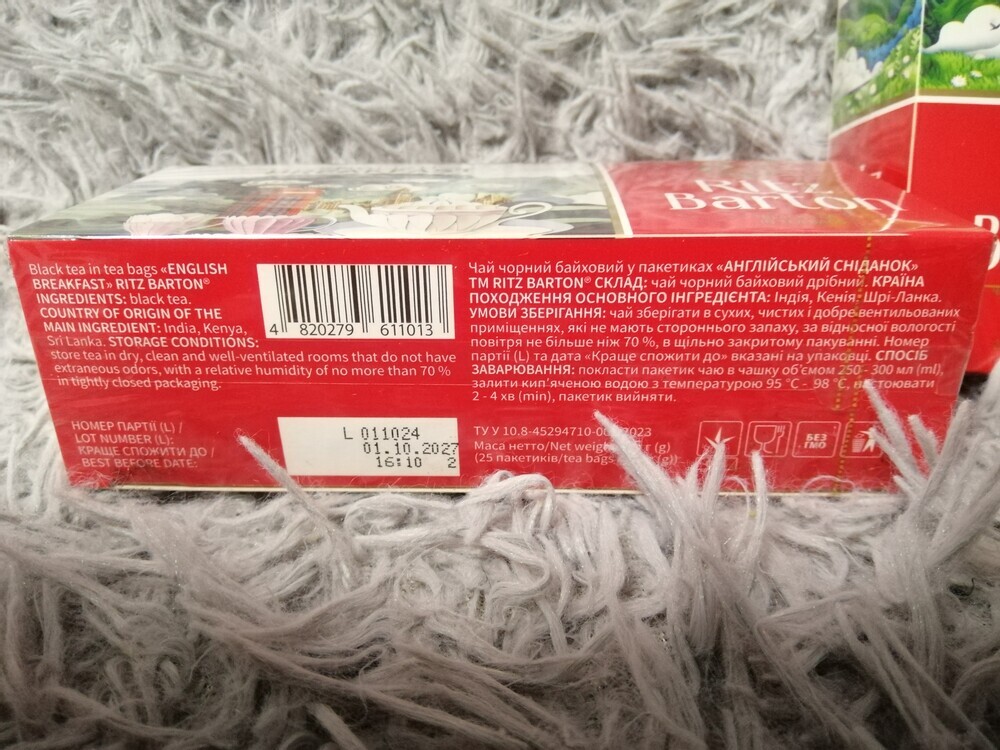 Ritz
Barton
Black tea in tea bags «ENGLISH
BREAKFAST» RITZ BARTON®
INGREDIENTS: black tea.
COUNTRY OF ORIGIN OF THE
MAIN INGREDIENT: India, Kenya,
Sri Lanka. STORAGE CONDITIONS:
store tea in dry, clean and well-ventilated rooms that do not have
extraneous odors, with a relative humidity of no more than 70 %
in tightly closed packaging.
4 820279 611013
Чай чорний байховий у пакетиках «АНГЛІЙСЬКИЙ СНІДАНОК»
ТМ RITZ BARTON® СКЛАД: чай чорний байховий дрібний. КРАЇНА
ПОХОДЖЕННЯ ОСНОВНОГО ІНГРЕДІЄНТА: Індія, Кенія, Шрі-Ланка.
УМОВИ ЗБЕРІГАННЯ: чай зберігати в сухих, чистих і добре вентильованих
приміщеннях, які не мають стороннього запаху, за відносної вологості
повітря не більше ніж 70 %, в щільно закритому пакуванні. Номер
партії (L) та дата «Краще спожити до» вказані на упаковці. СПОСІБ
ЗАВАРЮВАННЯ: покласти пакетик чаю в чашку об'ємом 250 - 300 мл (ml),
залити кип'яченою водою з температурою 95 °C - 98 °C, настоювати
2 - 4 хв (min), пакетик вийняти.
НОМЕР ПАРТІЇ (L) /
LOT NUMBER (L):
КРАЩЕ СПОЖИТИ ДО /
BEST BEFORE DATE:
L 011024
01.10.2027
16:10 2
ТУ У 10.8-45294710-
2023
Маса нетто/Net г (g)
(25 пакетиків/tea bags (g))
БЕЗ
ГМО